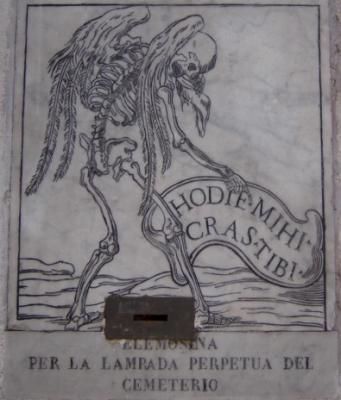 HODIE·MIHI·
CRAS·TIBI·
ELEMOSINA
PER LA LAMPADA PERPETUA DEL
CEMETERIO